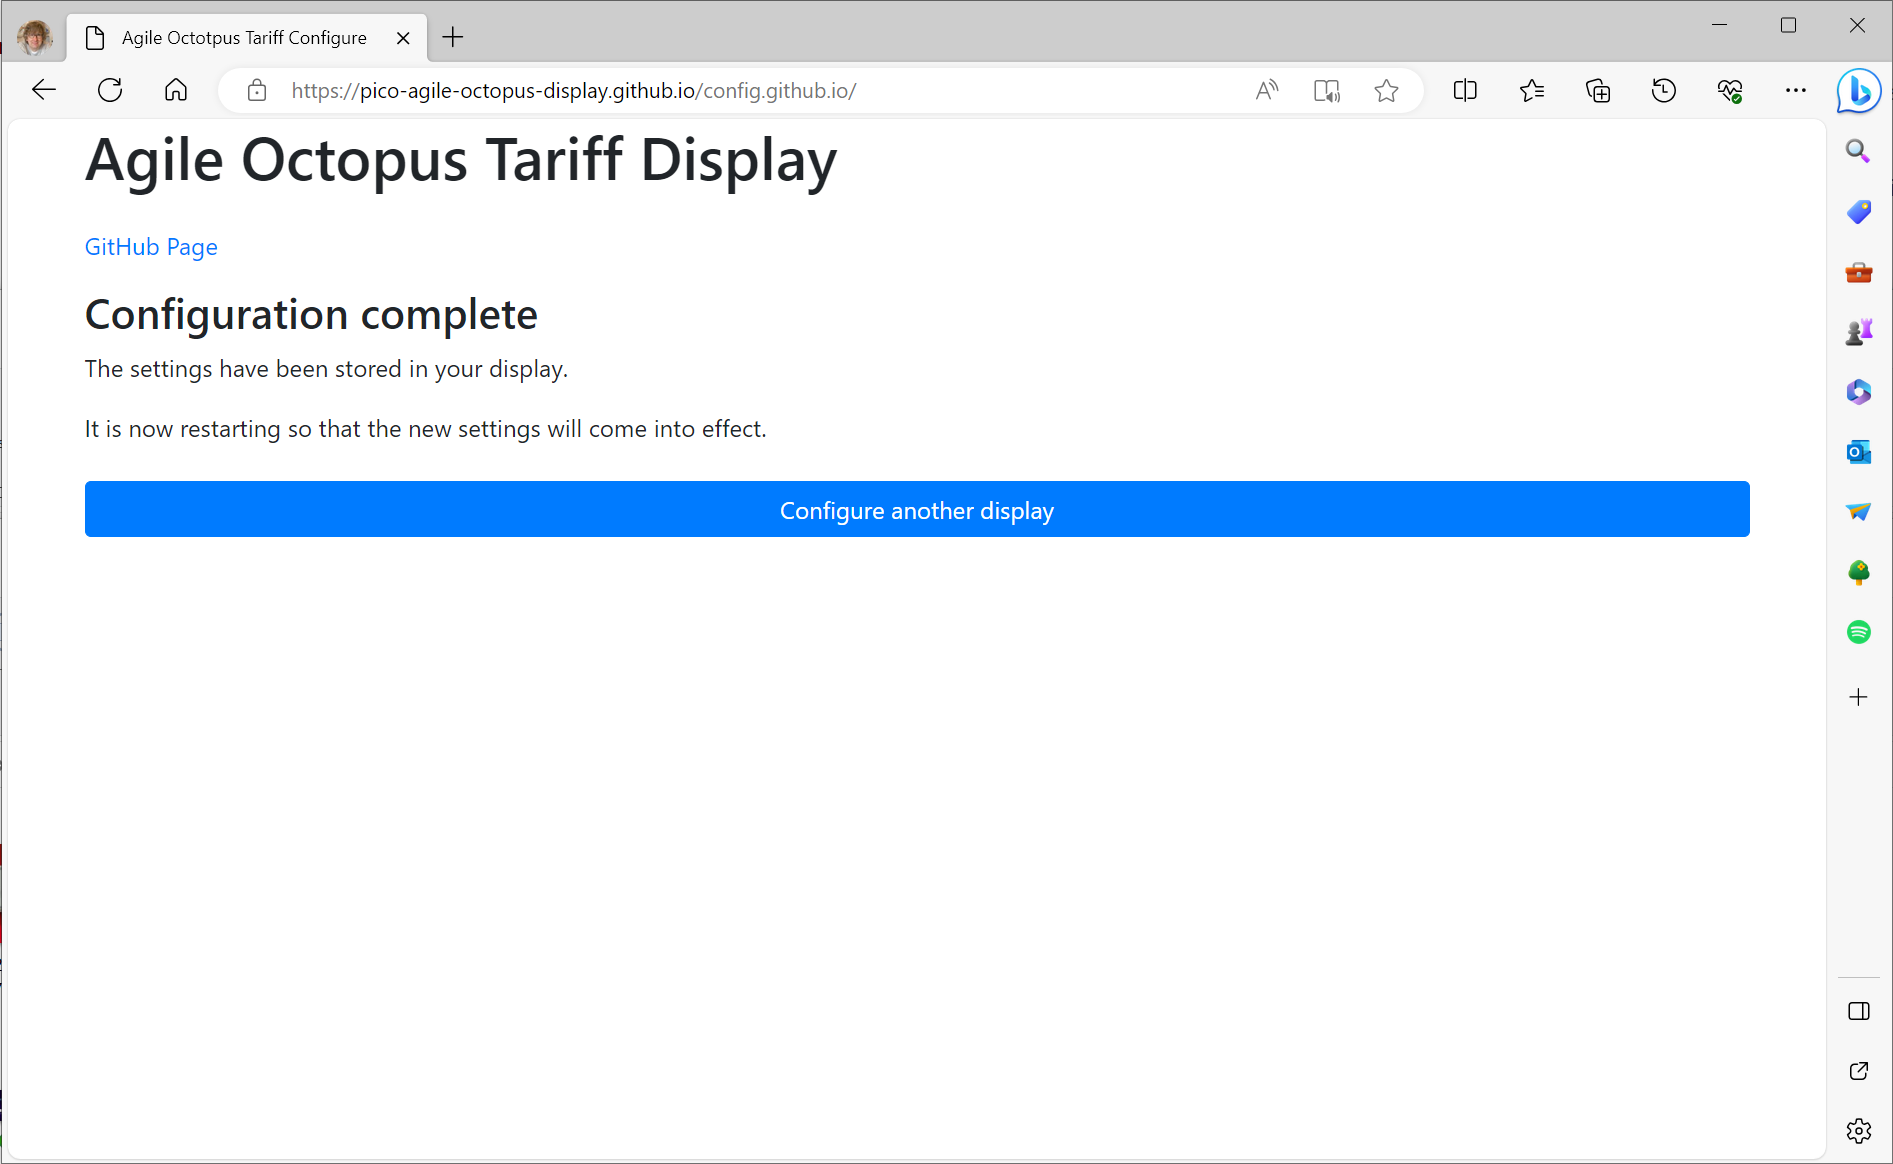 Agile Octotpus Tariff Configure
https://pico-agile-octopus-display.github.io/config.github.io/
Agile Octopus Tariff Display
GitHub Page
Configuration complete
The settings have been stored in your display.
It is now restarting so that the new settings will come into effect.
Configure another display